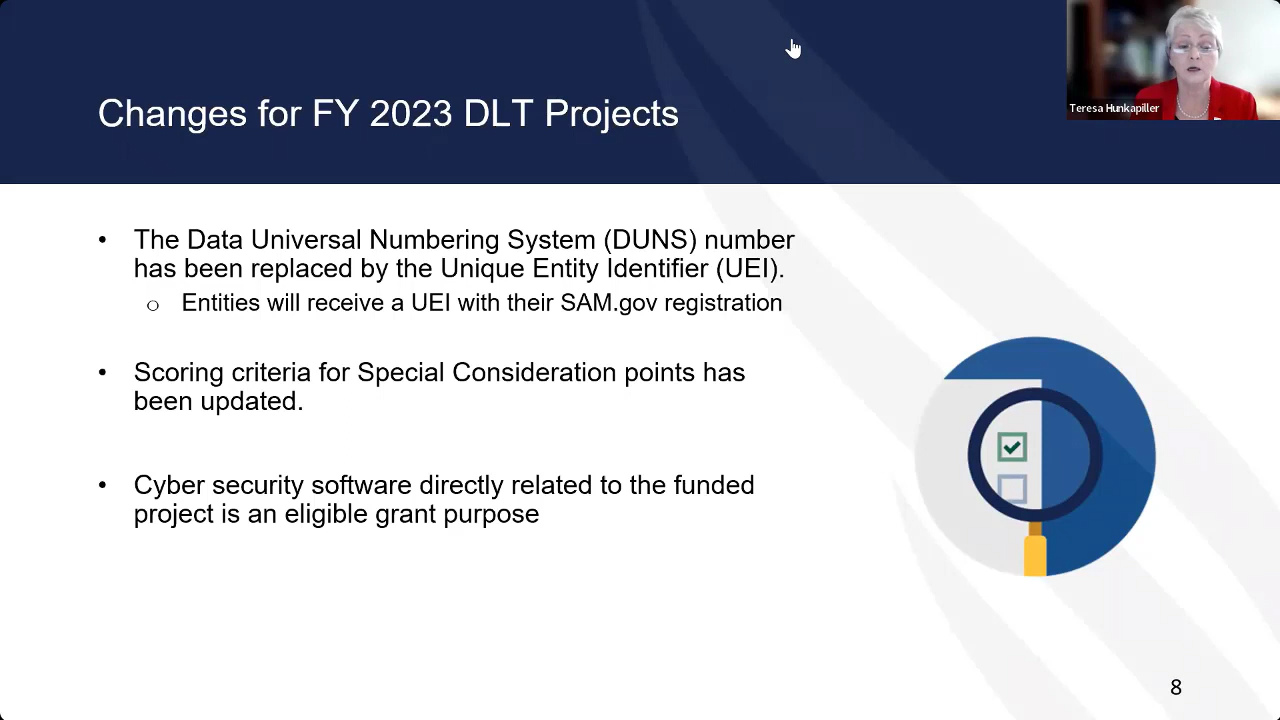 Teresa Hunkapiller
Changes for FY 2023 DLT Projects
• The Data Universal Numbering System (DUNS) number
has been replaced by the Unique Entity Identifier (UEI).
o Entities will receive a UEI with their SAM.gov registration
• Scoring criteria for Special Consideration points has
been updated.
• Cyber security software directly related to the funded
project is an eligible grant purpose
8